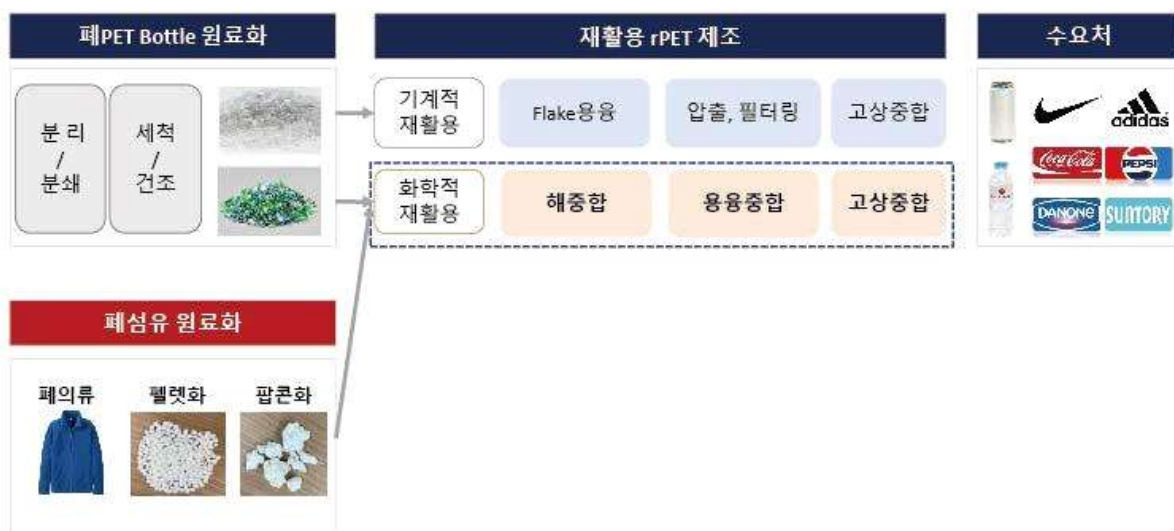 폐PET Bottle 원료화
재활용 rPET 제조
수요처
분 리
/
분쇄
세척
/
건조
기계적
재활용
Flake용융
압출, 필터링
고상중합
화학적
재활용
해중합
용융중합
고상중합
adidas
Coca-Cola
PEPSI
DANONE
SUNTORY
폐섬유 원료화
폐의류
펠렛화
팝콘화